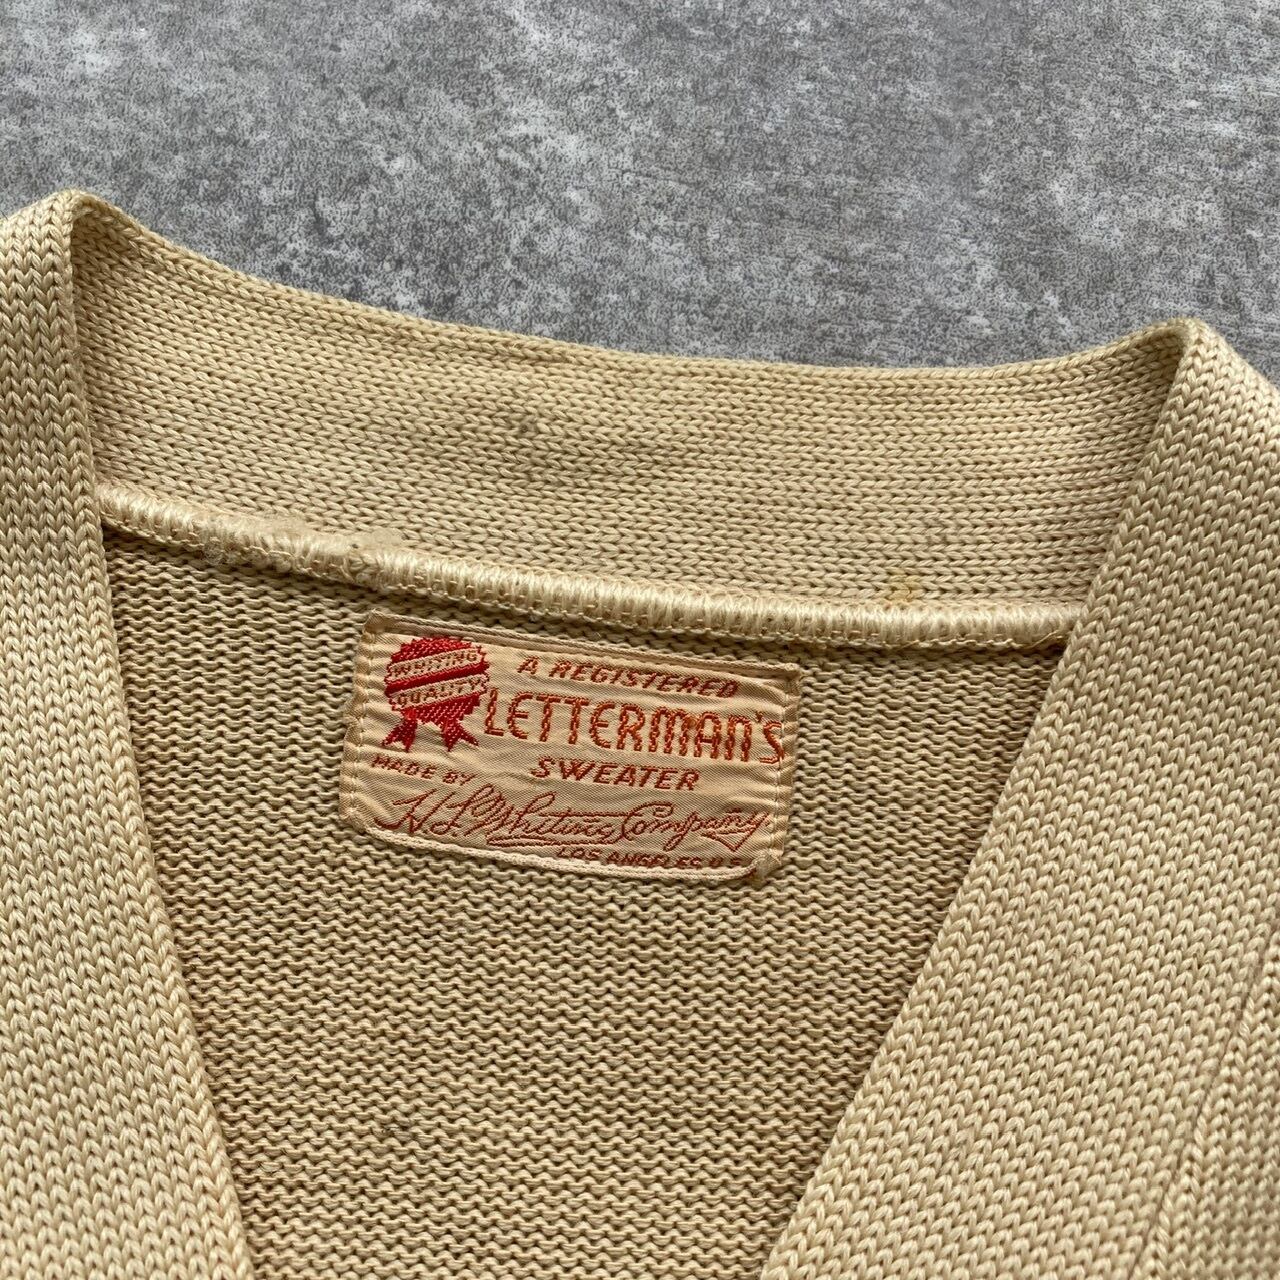 WHITING
QUALITY
A REGISTERED
LETTERMAN'S
SWEATER
MADE BY
H.L. Whiting Company
LOS ANGELES U.S.